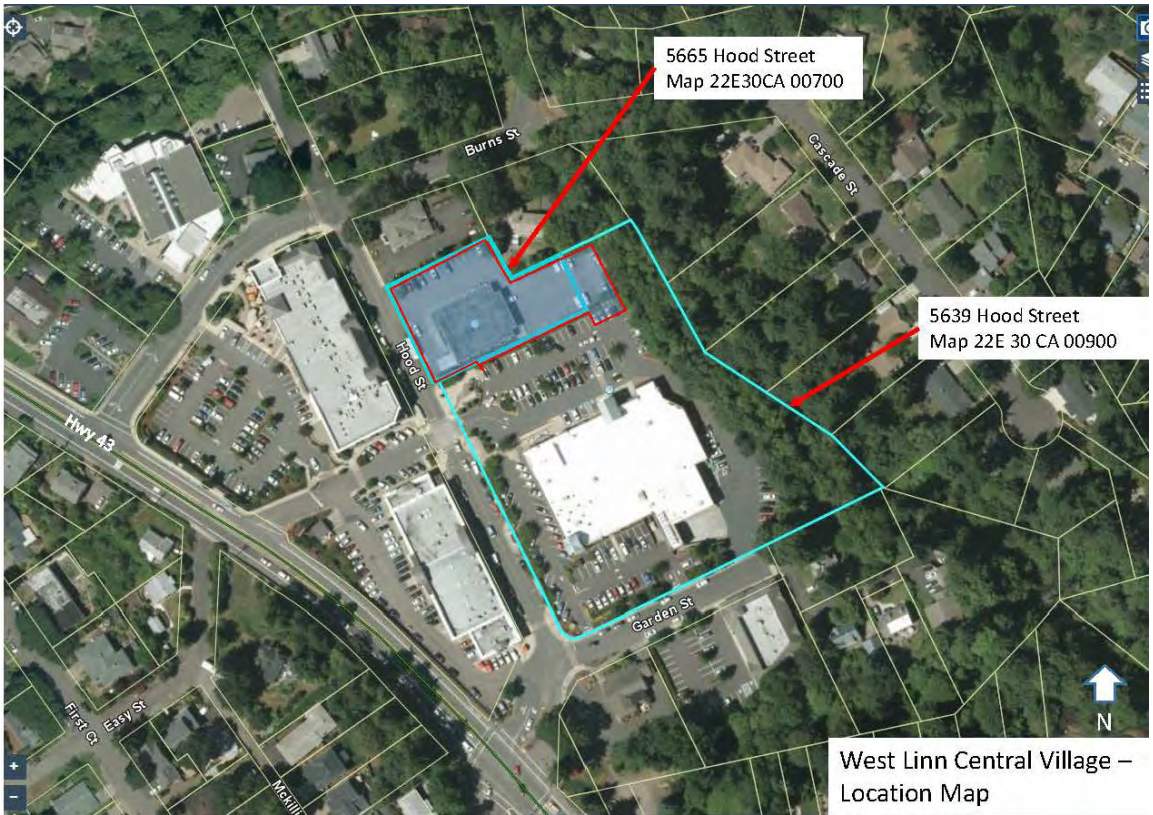 5665 Hood Street
Map 22E30CA 00700
Burns St
Cascade St
5639 Hood Street
Map 22E 30 CA 00900
Hood St
Hwy 43
Garden St
Easy St
First Ct
N
West Linn Central Village –
Location Map
+
−